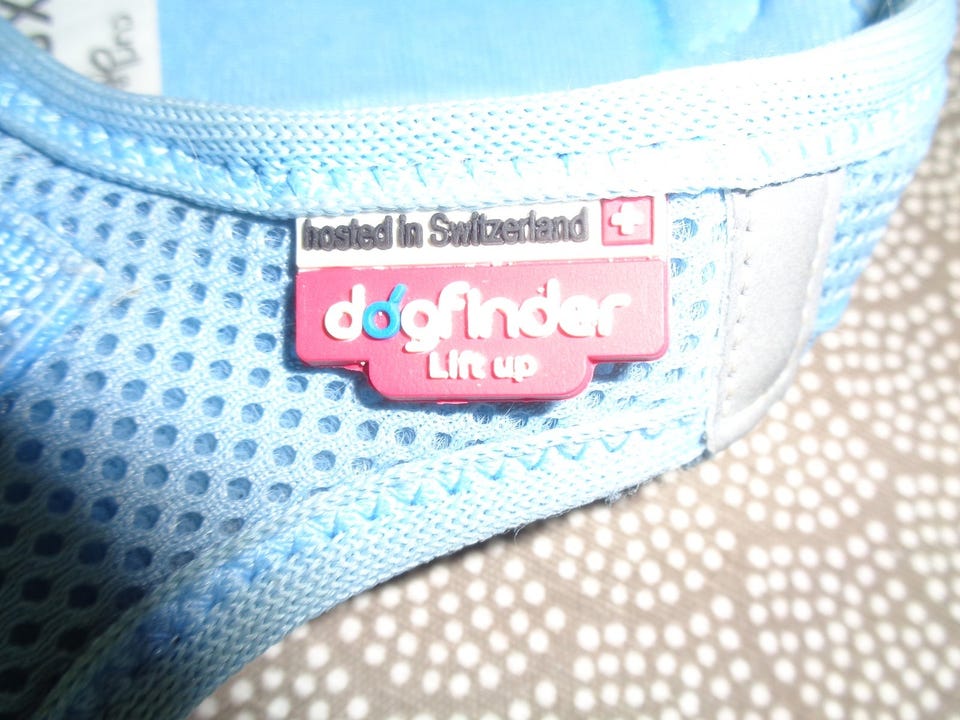 hosted in Switzerland
dogfinder
Lift up